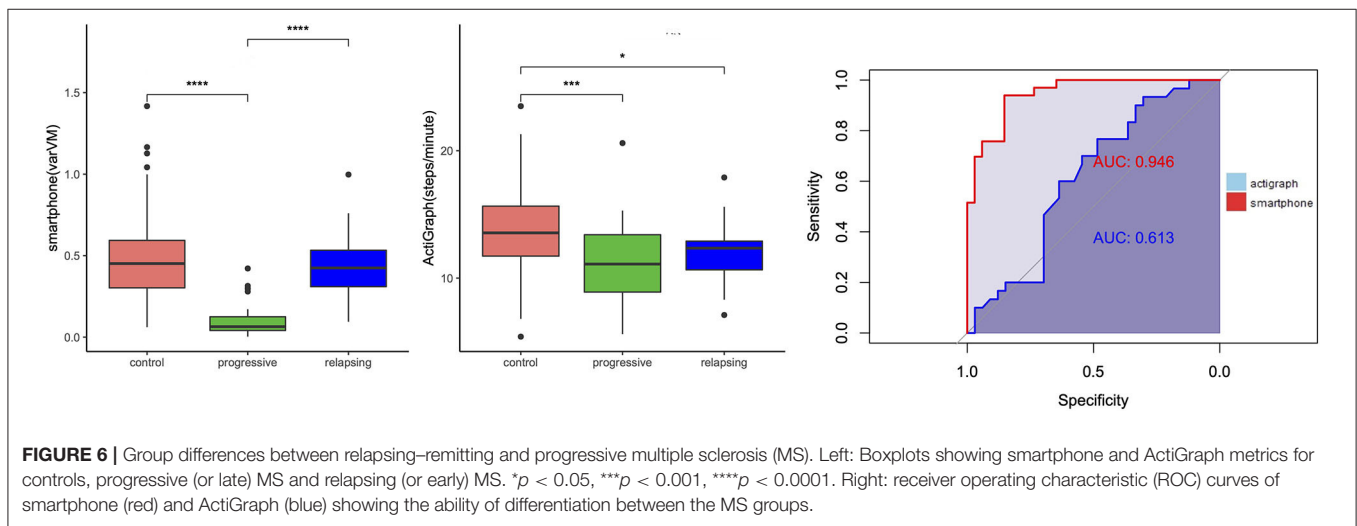 ****
****
smartphone(varVM)
1.5
1.0
0.5
0.0
control progressive relapsing
*
***
ActiGraph(steps/minute)
20
10
control progressive relapsing
Sensitivity
1.0
0.8
0.6
0.4
0.2
0.0
AUC: 0.946
AUC: 0.613
1.0 0.5 0.0
Specificity
actigraph
smartphone
FIGURE 6 | Group differences between relapsing–remitting and progressive multiple sclerosis (MS). Left: Boxplots showing smartphone and ActiGraph metrics for
controls, progressive (or late) MS and relapsing (or early) MS. *p < 0.05, ***p < 0.001, ****p < 0.0001. Right: receiver operating characteristic (ROC) curves of
smartphone (red) and ActiGraph (blue) showing the ability of differentiation between the MS groups.